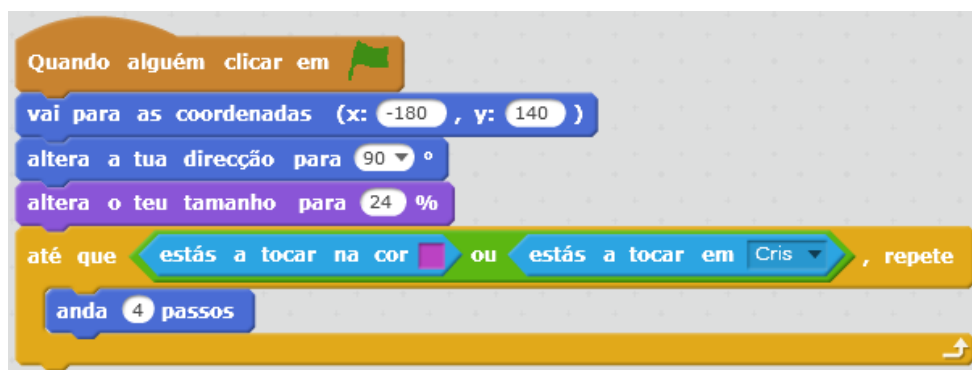 Quando alguém clicar em
vai para as coordenadas (x: -180 , y: 140 )
altera a tua direcção para 90 º
altera o teu tamanho para 24 %
até que estás a tocar na cor ou estás a tocar em Cris , repete
anda 4 passos